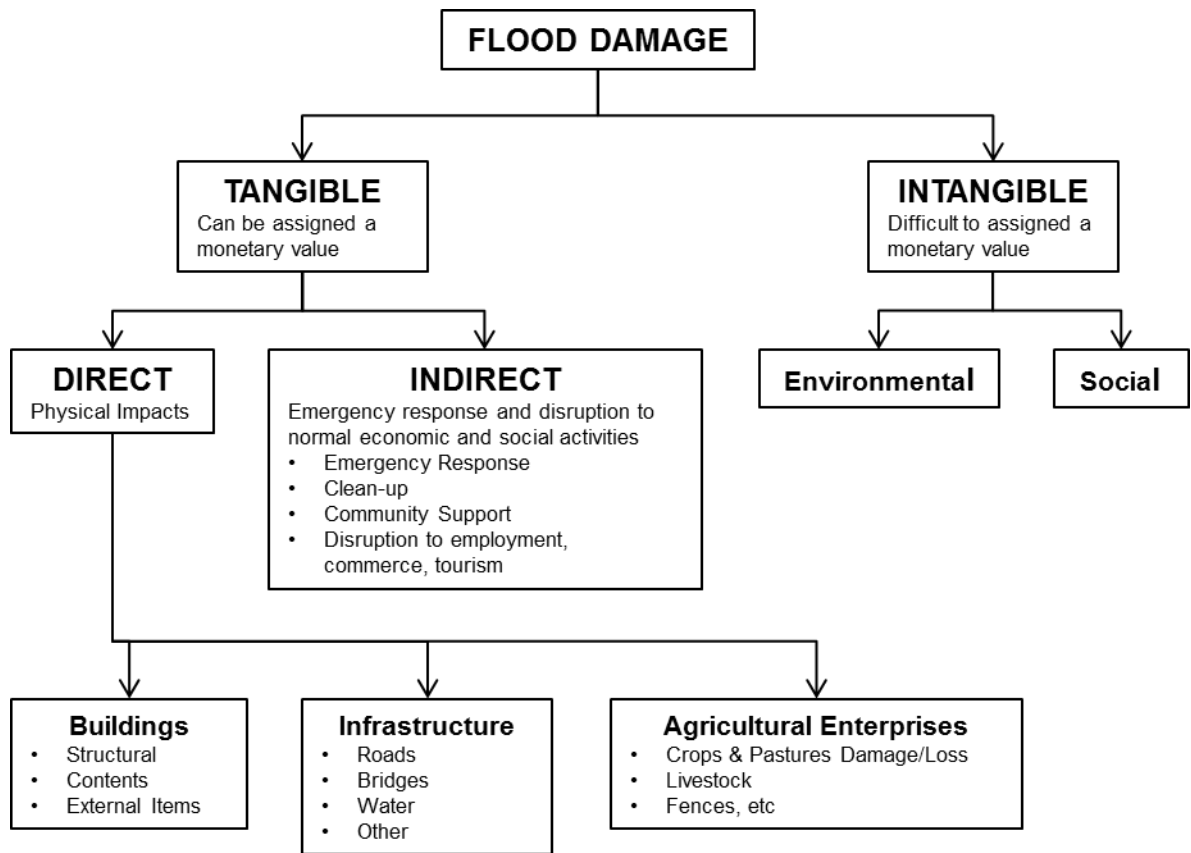 FLOOD DAMAGE
TANGIBLE
Can be assigned a
monetary value
INTANGIBLE
Difficult to assigned a
monetary value
DIRECT
Physical Impacts
INDIRECT
Emergency response and disruption to
normal economic and social activities
• Emergency Response
• Clean-up
• Community Support
• Disruption to employment,
commerce, tourism
Environmental
Social
Buildings
• Structural
• Contents
• External Items
Infrastructure
• Roads
• Bridges
• Water
• Other
Agricultural Enterprises
• Crops & Pastures Damage/Loss
• Livestock
• Fences, etc